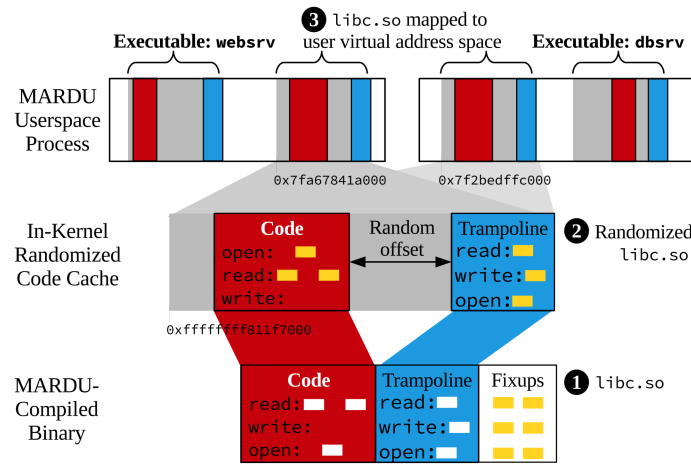 3 libc.so mapped to
user virtual address space
Executable: websrv
Executable: dbsrv
MARDU
Userspace
Process
0x7fa67841a000
0x7f2bedffc000
In-Kernel
Randomized
Code Cache
Code
open:
read:
write:
Random
offset
Trampoline
read:
write:
open:
2 Randomized
libc.so
0xffffffff811f7000
MARDU-
Compiled
Binary
Code
read:
write:
open:
Trampoline
read:
write:
open:
Fixups
1 libc.so